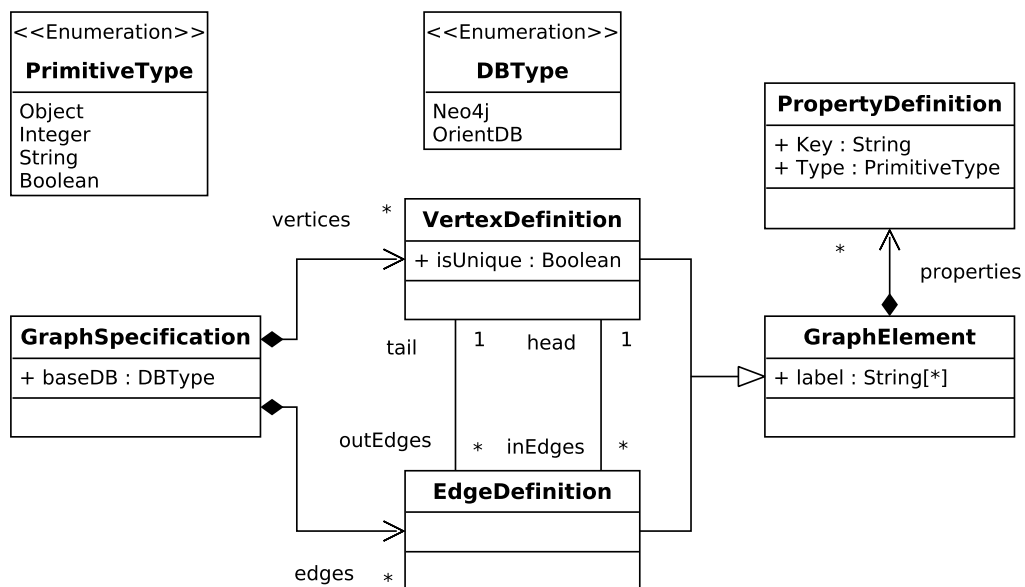 <<Enumeration>>
PrimitiveType
Object
Integer
String
Boolean
<<Enumeration>>
DBType
Neo4j
OrientDB
PropertyDefinition
+ Key : String
+ Type : PrimitiveType
vertices *
VertexDefinition
+ isUnique : Boolean
* properties
GraphSpecification
+ baseDB : DBType
tail 1 head 1
GraphElement
+ label : String[*]
outEdges * inEdges *
EdgeDefinition
edges *